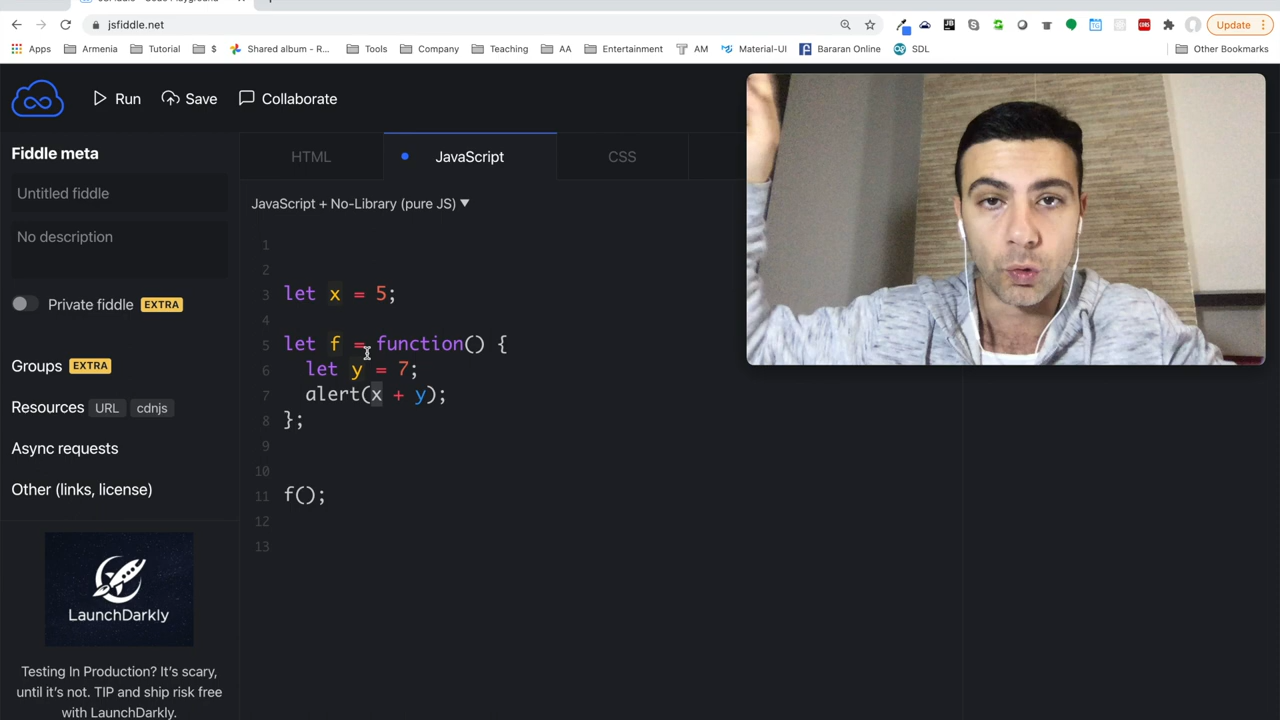 jsfiddle.net
Update
Apps
Armenia
Tutorial
$
Shared album - R...
Tools
Company
Teaching
AA
Entertainment
AM
Material-UI
Bararan Online
SDL
Other Bookmarks
Run
Save
Collaborate
Fiddle meta
Untitled fiddle
No description
Private fiddle EXTRA
Groups EXTRA
Resources URL cdnjs
Async requests
Other (links, license)
LaunchDarkly
Testing In Production? It's scary,
until it's not. TIP and ship risk free
with LaunchDarkly.
HTML
JavaScript
CSS
JavaScript + No-Library (pure JS) ▼
1
2
3 let x = 5;
4
5 let f = function() {
6 let y = 7;
7 alert(x + y);
8 };
9
10
11 f();
12
13